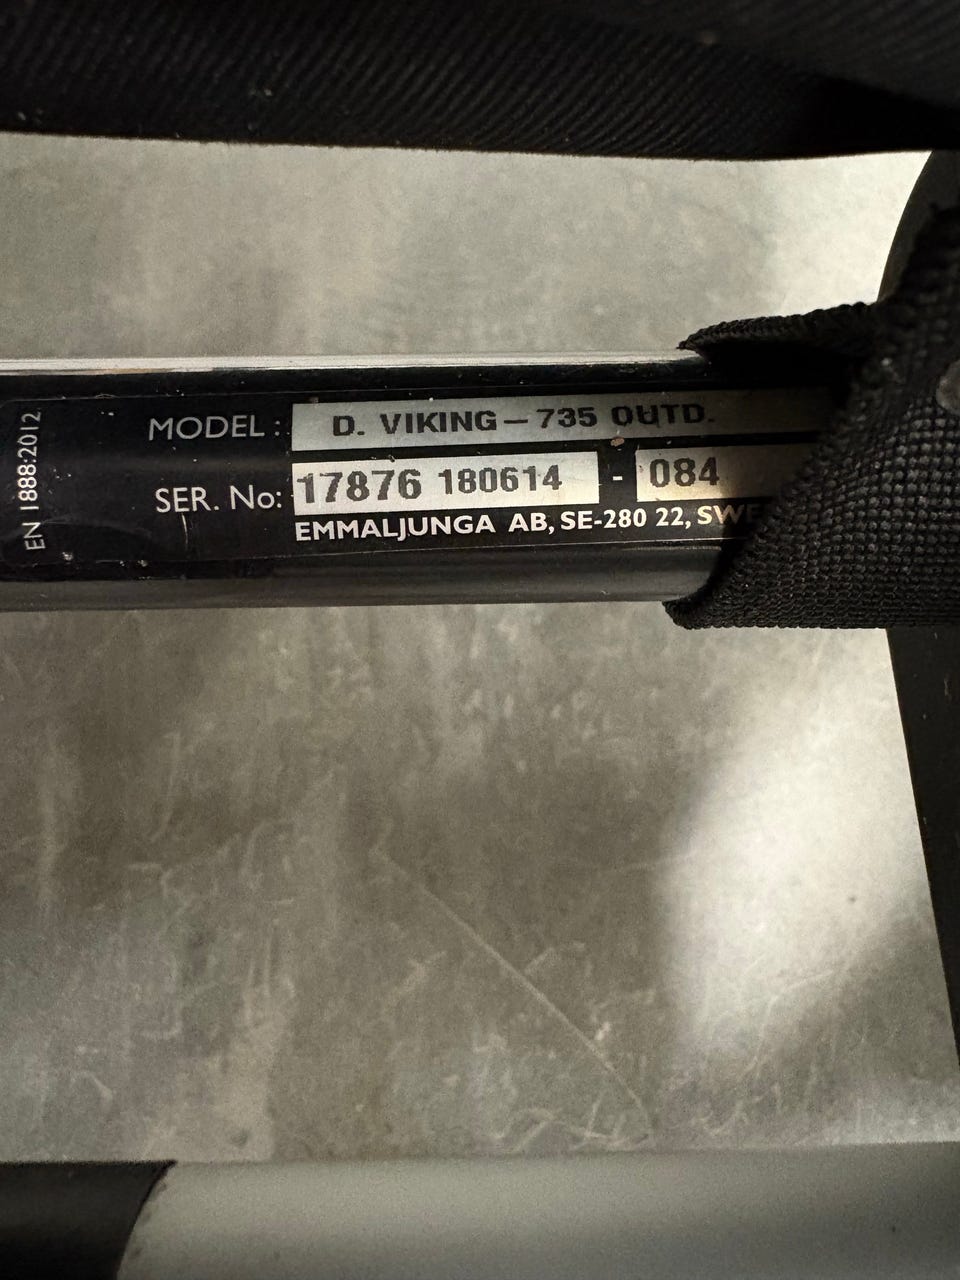 EN 1888:2012
MODEL: D. VIKING-735 OUTD.
SER. No: 17876 180614 - 084
EMMALJUNGA AB, SE-280 22, SWE